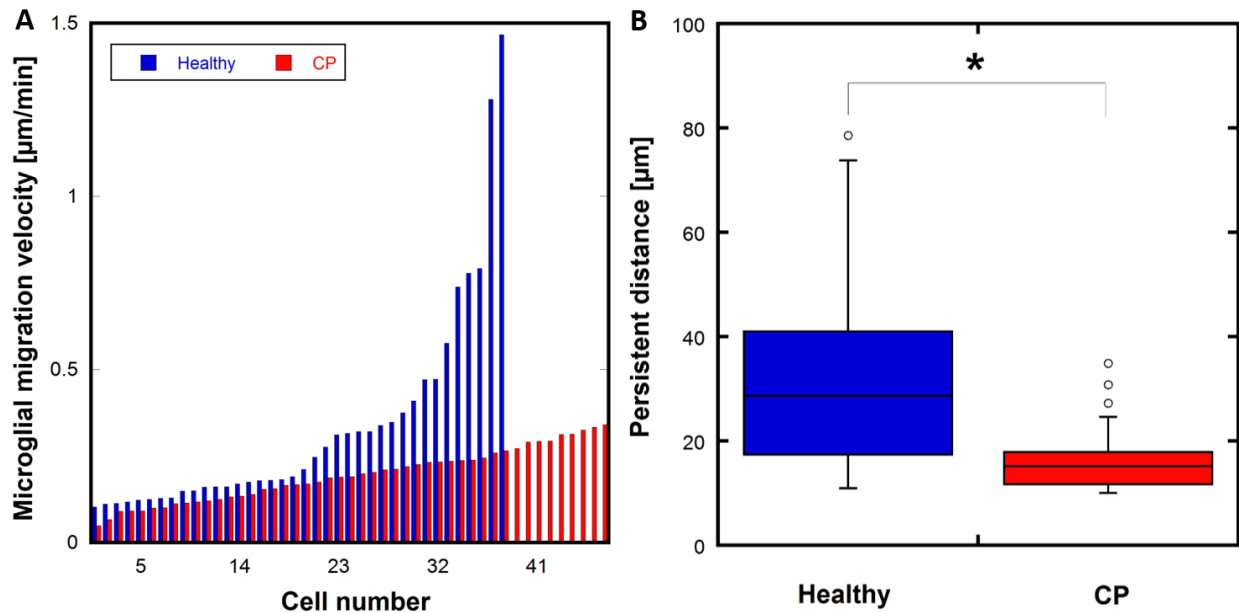 A
Microglial migration velocity [µm/min]
1.5
1
0.5
0
Healthy CP
5 14 23 32 41
Cell number
B
Persistent distance [µm]
100
80
60
40
20
0
*
Healthy CP